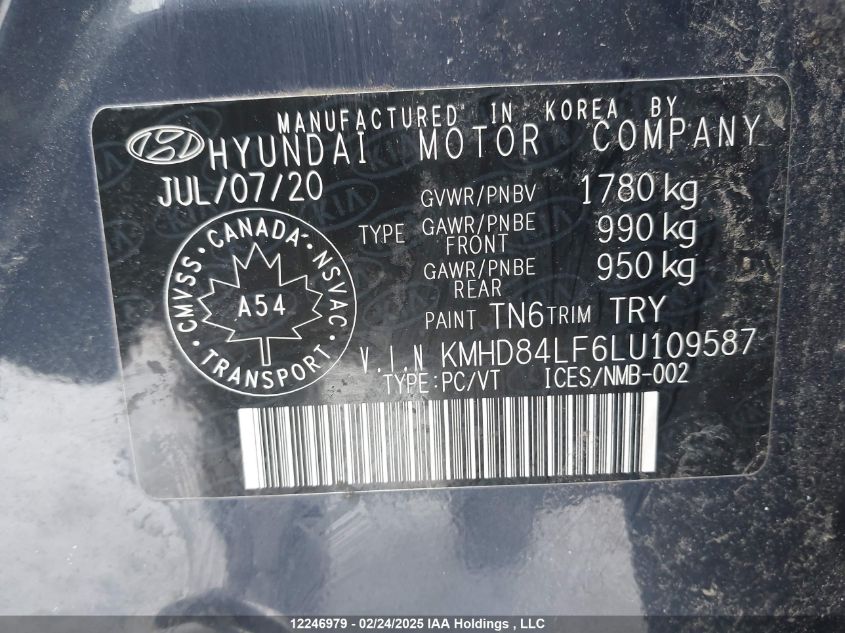 MANUFACTURED IN KOREA BY
HYUNDAI MOTOR COMPANY
JUL/07/20
GVWR/PNBV 1780 kg
TYPE GAWR/PNBE FRONT 990 kg
GAWR/PNBE REAR 950 kg
PAINT TN6 TRIM TRY
V.I.N KMHD84LF6LU109587
TYPE:PC/VT ICES/NMB-002
CANADA
CMVSS · NSVAC
A54
TRANSPORT
KIA
12246979 - 02/24/2025 IAA Holdings , LLC